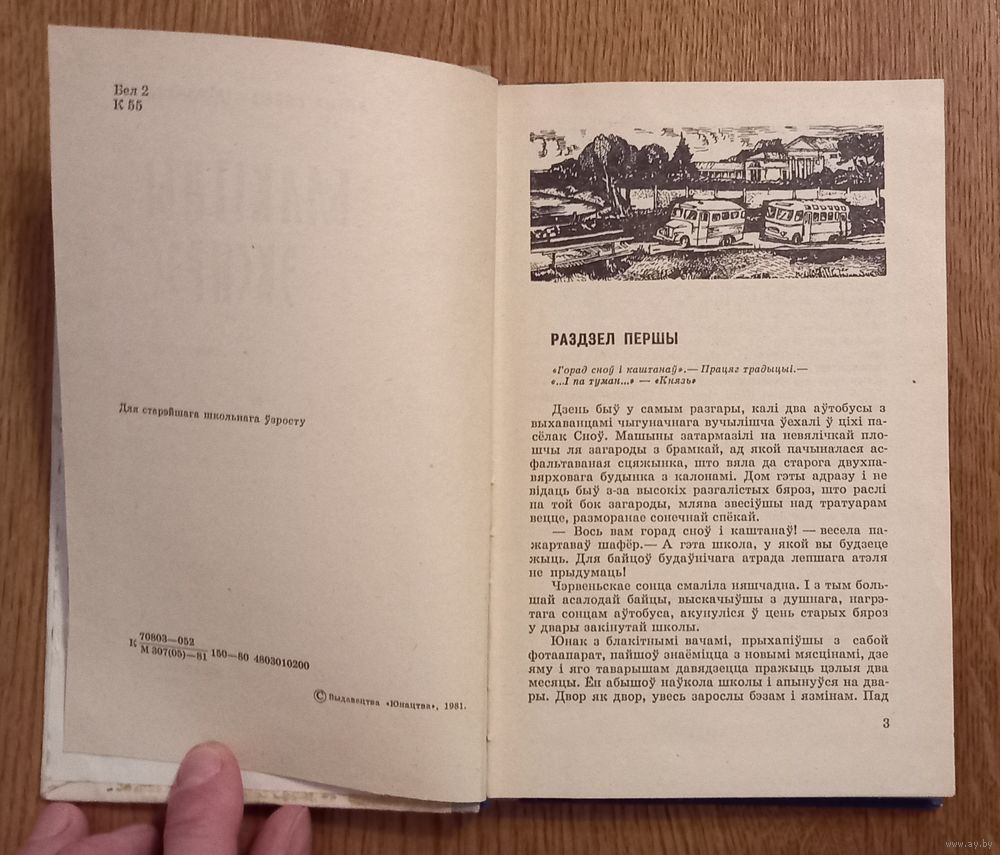 Бел 2
К 55
Для старэйшага школьнага ўзросту
К 70803—052
М 307(05)—81 150—80 4803010200
© Выдавецтва «Юнацтва», 1981.
РАЗДЗЕЛ ПЕРШЫ
«Горад сноў і каштанаў».— Працяг традыцыі.—
«...І па туман...» — «Князь»
Дзень быў у самым разгары, калі два аўтобусы з
выхаванцамі чыгуначнага вучылішча ўехалі ў ціхі па-
сёлак Сноў. Машыны затармазілі на невялічкай пло-
шчы ля загароды з брамкай, ад якой пачыналася ас-
фальтаваная сцяжынка, што вяла да старога двухпа-
вярховага будынка з калонамі. Дом гэты адразу і не
відаць быў з-за высокіх разгалістых бяроз, што раслі
па той бок загароды, млява звесіўшы над тратуарам
вецце, разморанае сонечнай спёкай.
— Вось вам горад сноў і каштанаў! — весела па-
жартаваў шафёр.— А гэта школа, у якой вы будзеце
жыць. Для байцоў будаўнічага атрада лепшага атэля
не прыдумаць!
Чэрвеньскае сонца смаліла няшчадна. І з тым боль-
шай асалодай байцы, выскачыўшы з душнага, нагрэ-
тага сонцам аўтобуса, акунуліся ў цень старых бяроз
у двары закінутай школы.
Юнак з блакітнымі вачамі, прыхапіўшы з сабой
фотаапарат, пайшоў знаёміцца з новымі мясцінамі, дзе
яму і яго таварышам давядзецца пражыць цэлыя два
месяцы. Ён абышоў наўкола школы і апынуўся на два-
ры. Двор як двор, увесь зарослы бэзам і язмінам. Пад
3
www.ay.by